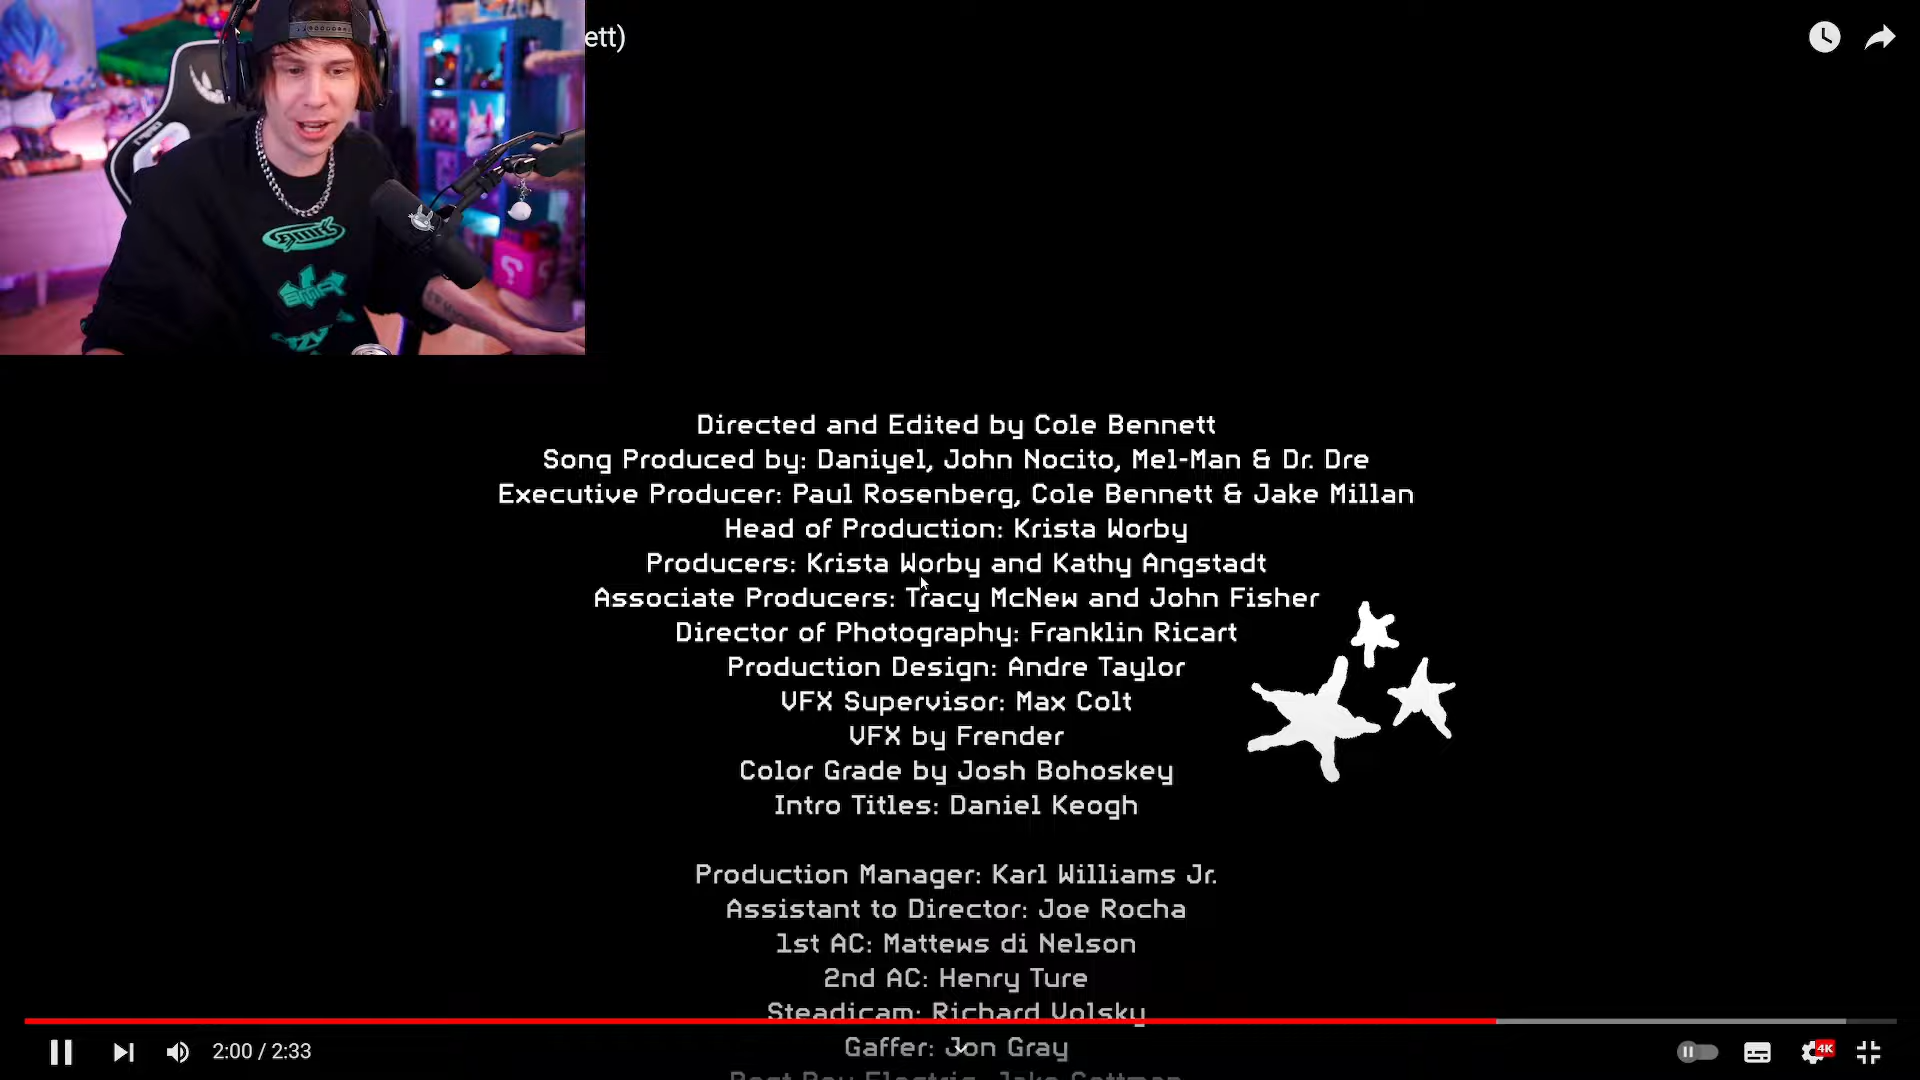 ett)
Directed and Edited by Cole Bennett
Song Produced by: Daniyel, John Nocito, Mel-Man & Dr. Dre
Executive Producer: Paul Rosenberg, Cole Bennett & Jake Millan
Head of Production: Krista Worby
Producers: Krista Worby and Kathy Angstadt
Associate Producers: Tracy McNew and John Fisher
Director of Photography: Franklin Ricart
Production Design: Andre Taylor
VFX Supervisor: Max Colt
VFX by Frender
Color Grade by Josh Bohoskey
Intro Titles: Daniel Keogh
Production Manager: Karl Williams Jr.
Assistant to Director: Joe Rocha
1st AC: Mattews di Nelson
2nd AC: Henry Ture
Steadicam: Richard Volsky
Gaffer: Jon Gray
2:00 / 2:33
4K